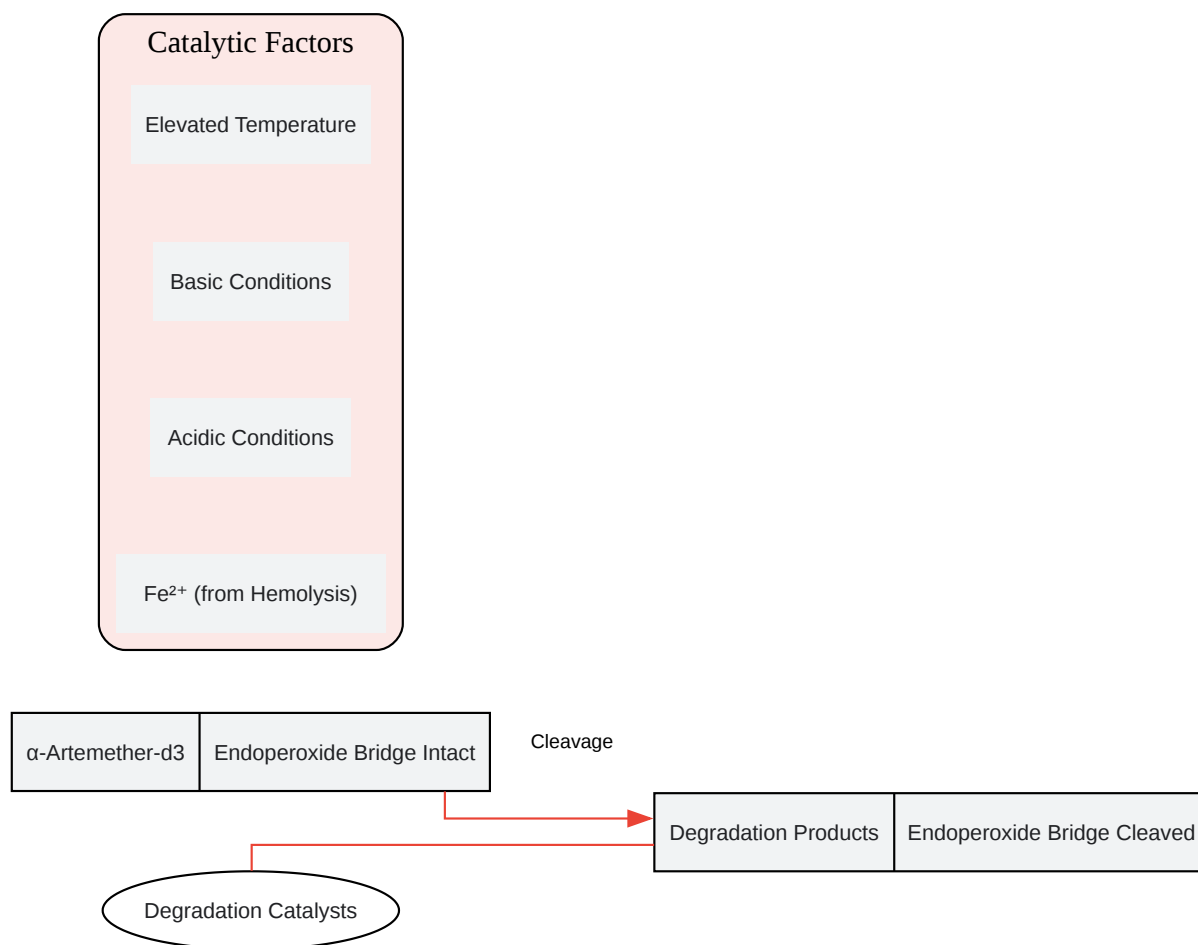 Catalytic Factors
Elevated Temperature
Basic Conditions
Acidic Conditions
Fe²⁺ (from Hemolysis)
α-Artemether-d3
Endoperoxide Bridge Intact
Cleavage
Degradation Products
Endoperoxide Bridge Cleaved
Degradation Catalysts